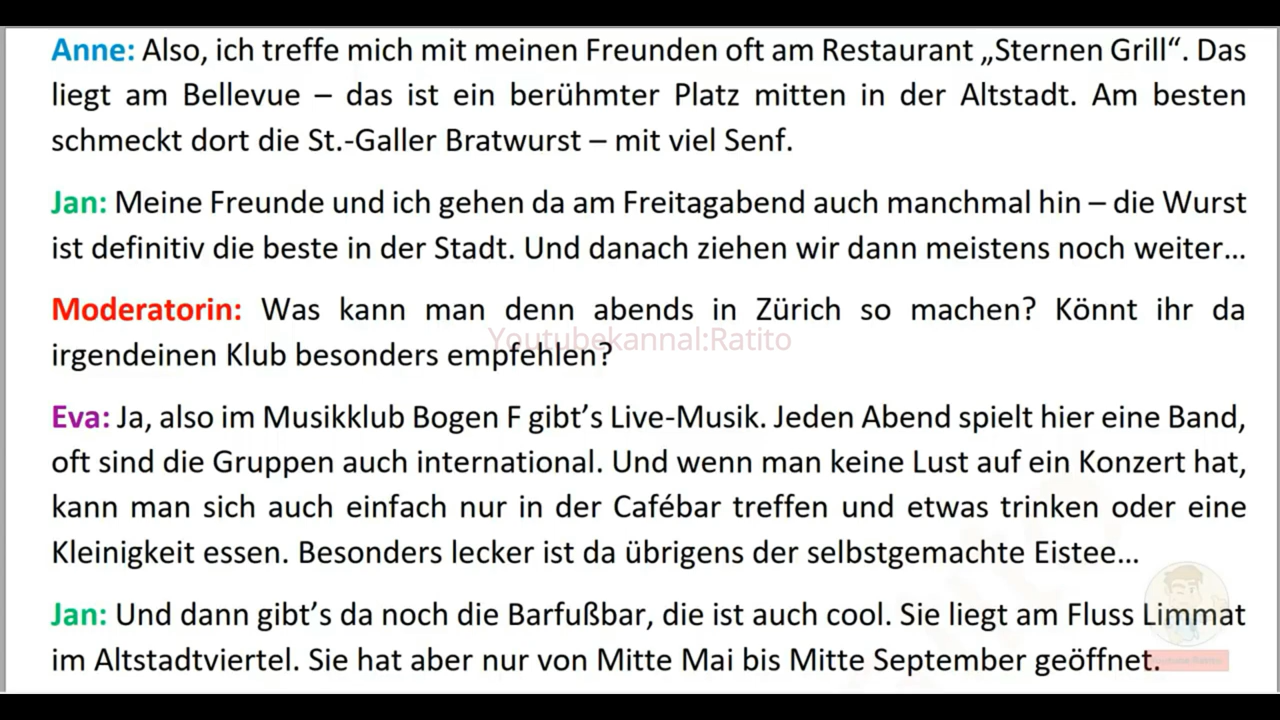 Anne: Also, ich treffe mich mit meinen Freunden oft am Restaurant „Sternen Grill“. Das
liegt am Bellevue – das ist ein berühmter Platz mitten in der Altstadt. Am besten
schmeckt dort die St.-Galler Bratwurst – mit viel Senf.
Jan: Meine Freunde und ich gehen da am Freitagabend auch manchmal hin – die Wurst
ist definitiv die beste in der Stadt. Und danach ziehen wir dann meistens noch weiter...
Moderatorin: Was kann man denn abends in Zürich so machen? Könnt ihr da
Youtubekannal:Ratito
irgendeinen Klub besonders empfehlen?
Eva: Ja, also im Musikklub Bogen F gibt’s Live-Musik. Jeden Abend spielt hier eine Band,
oft sind die Gruppen auch international. Und wenn man keine Lust auf ein Konzert hat,
kann man sich auch einfach nur in der Cafébar treffen und etwas trinken oder eine
Kleinigkeit essen. Besonders lecker ist da übrigens der selbstgemachte Eistee...
Jan: Und dann gibt’s da noch die Barfußbar, die ist auch cool. Sie liegt am Fluss Limmat
im Altstadtviertel. Sie hat aber nur von Mitte Mai bis Mitte September geöffnet.